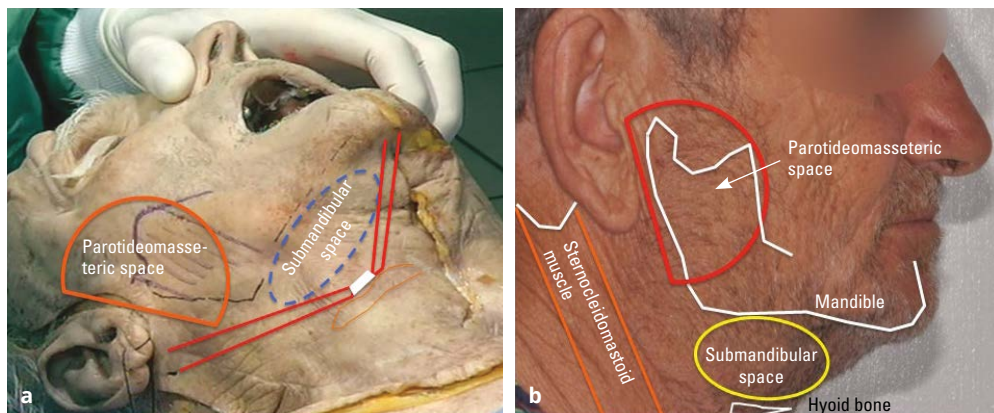 Parotideomasse-
teric space
Submandibular
space
a
Parotideomasseteric
space
Sternocleidomastoid
muscle
Mandible
Submandibular
space
Hyoid bone
b